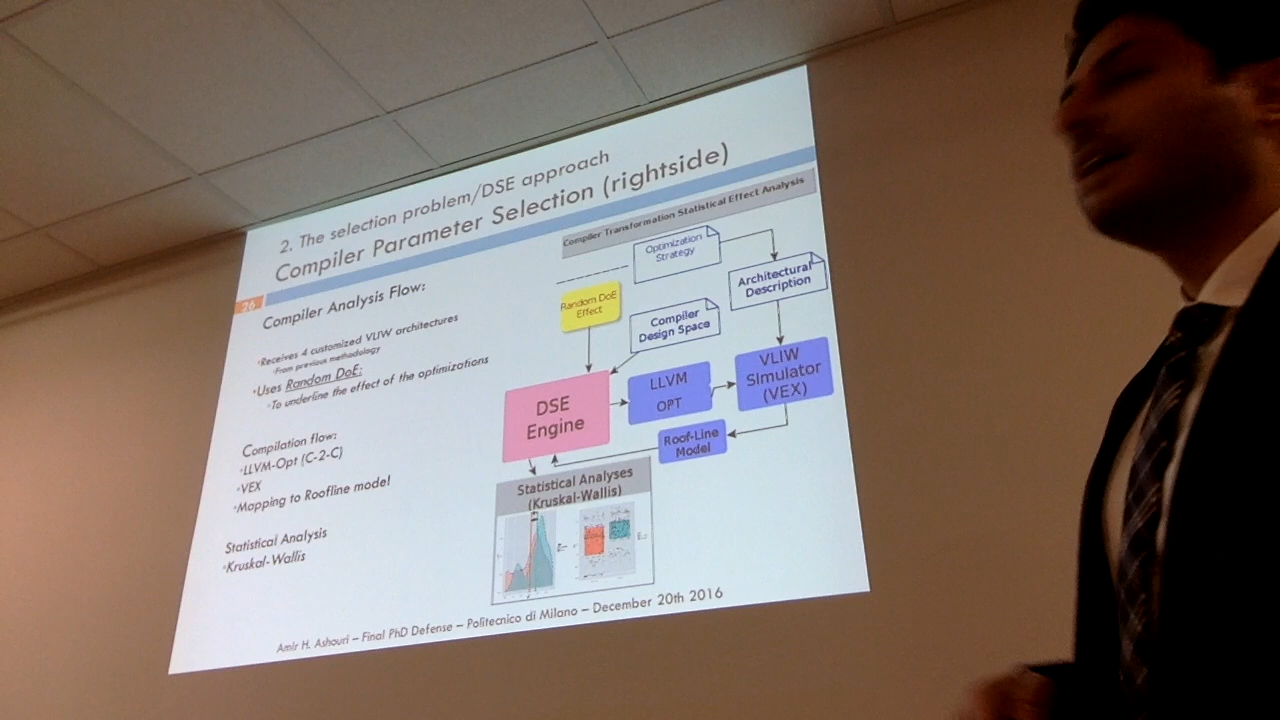 2. The selection problem/DSE approach
Compiler Parameter Selection (rightside)
26
Compiler Analysis Flow:
Receives 4 customized VLIW architectures
From previous methodology
Uses Random DoE:
To underline the effect of the optimizations
Compilation flow:
LLVM-Opt (C-2-C)
VEX
Mapping to Roofline model
Statistical Analysis
Kruskal-Wallis
Compiler Transformation Statistical Effect Analysis
Optimization
Strategy
Architectural
Description
Random DoE
Effect
Compiler
Design Space
DSE
Engine
LLVM
OPT
VLIW
Simulator
(VEX)
Roof-Line
Model
Statistical Analyses
(Kruskal-Wallis)
Amir H. Ashouri – Final PhD Defense – Politecnico di Milano – December 20th 2016